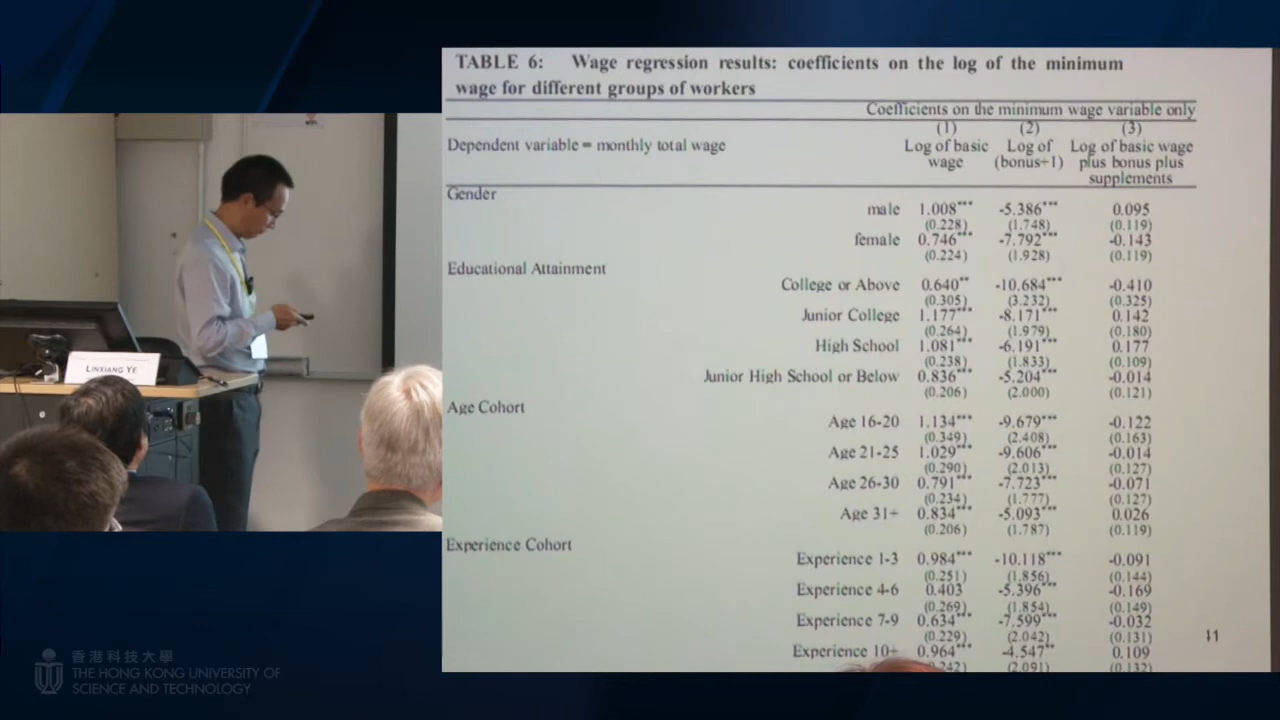 TABLE 6: Wage regression results: coefficients on the log of the minimum
wage for different groups of workers
Coefficients on the minimum wage variable only
(1) (2) (3)
Dependent variable = monthly total wage Log of basic wage Log of (bonus+1) Log of basic wage plus bonus plus supplements
Gender
male 1.008*** -5.386*** 0.095
(0.228) (1.748) (0.119)
female 0.746*** -7.792*** -0.143
(0.224) (1.928) (0.119)
Educational Attainment
College or Above 0.640** -10.684*** -0.410
(0.305) (3.232) (0.325)
Junior College 1.177*** -8.171*** 0.142
(0.264) (1.979) (0.180)
High School 1.081*** -6.191*** 0.177
(0.238) (1.833) (0.109)
Junior High School or Below 0.836*** -5.204*** -0.014
(0.206) (2.000) (0.121)
Age Cohort
Age 16-20 1.134*** -9.679*** -0.122
(0.349) (2.408) (0.163)
Age 21-25 1.029*** -9.606*** -0.014
(0.290) (2.013) (0.127)
Age 26-30 0.791*** -7.723*** -0.071
(0.234) (1.777) (0.127)
Age 31+ 0.834*** -5.093*** 0.026
(0.206) (1.787) (0.119)
Experience Cohort
Experience 1-3 0.984*** -10.118*** -0.091
(0.251) (1.856) (0.144)
Experience 4-6 0.403 -5.396*** -0.169
(0.269) (1.854) (0.149)
Experience 7-9 0.634*** -7.599*** -0.032
(0.229) (2.042) (0.131)
Experience 10+ 0.964*** -4.547** 0.109
(2.091) (0.132)
LINXIANG YE
香港科技大學
THE HONG KONG UNIVERSITY OF
SCIENCE AND TECHNOLOGY